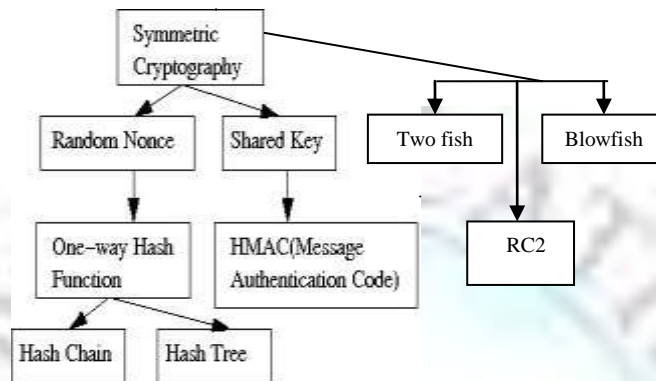 Symmetric
Cryptography
Random Nonce
Shared Key
Two fish
Blowfish
One-way Hash
Function
HMAC(Message
Authentication Code)
RC2
Hash Chain
Hash Tree